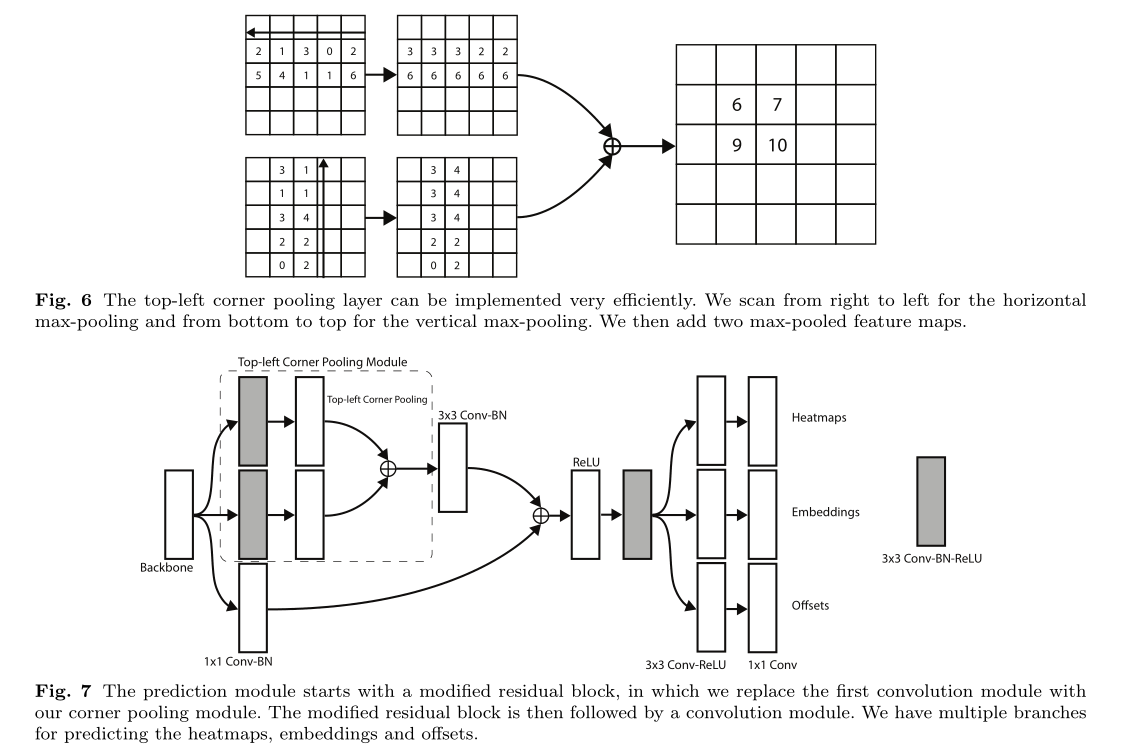 2 1 3 0 2
5 4 1 1 6
3 3 3 2 2
6 6 6 6 6
3 1
1 1
3 4
2 2
0 2
3 4
3 4
3 4
2 2
0 2
6 7
9 10
Fig. 6 The top-left corner pooling layer can be implemented very efficiently. We scan from right to left for the horizontal
max-pooling and from bottom to top for the vertical max-pooling. We then add two max-pooled feature maps.
Top-left Corner Pooling Module
Top-left Corner Pooling
3x3 Conv-BN
Backbone
1x1 Conv-BN
ReLU
Heatmaps
Embeddings
Offsets
3x3 Conv-ReLU
1x1 Conv
3x3 Conv-BN-ReLU
Fig. 7 The prediction module starts with a modified residual block, in which we replace the first convolution module with
our corner pooling module. The modified residual block is then followed by a convolution module. We have multiple branches
for predicting the heatmaps, embeddings and offsets.